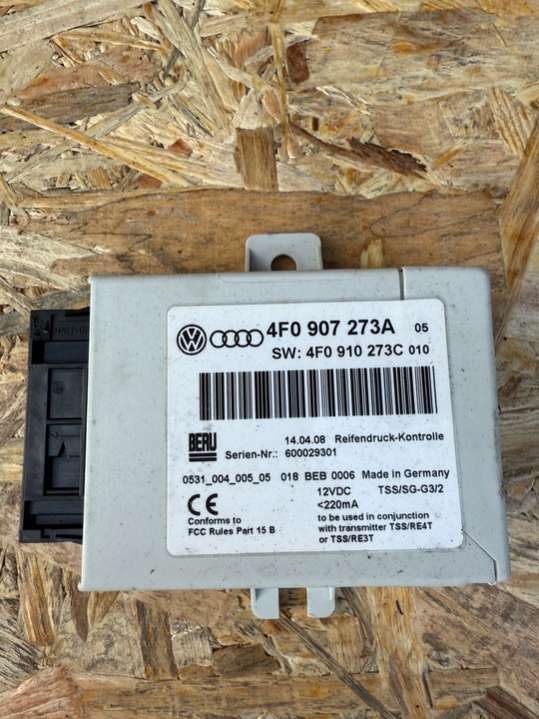 4F0 907 273A 05
SW: 4F0 910 273C 010
BERU
14.04.08 Reifendruck-Kontrolle
Serien-Nr.: 600029301
0531_004_005_05 018 BEB 0006 Made in Germany
12VDC TSS/SG-G3/2
<220mA
CE
Conforms to
FCC Rules Part 15 B
to be used in conjunction
with transmitter TSS/RE4T
or TSS/RE3T